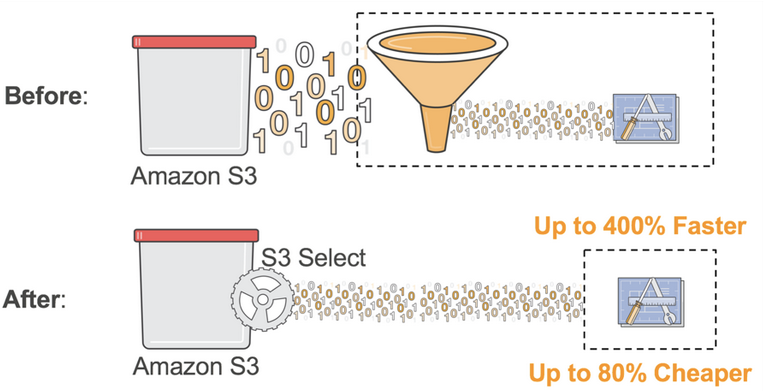 Before:
Amazon S3
Up to 400% Faster
S3 Select
After:
Amazon S3
Up to 80% Cheaper